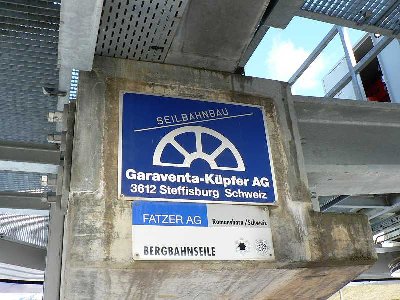 SEILBAHNBAU
Garaventa-Küpfer AG
3612 Steffisburg Schweiz
FATZER AG
Romanshorn/Schweiz
BERGBAHNSEILE